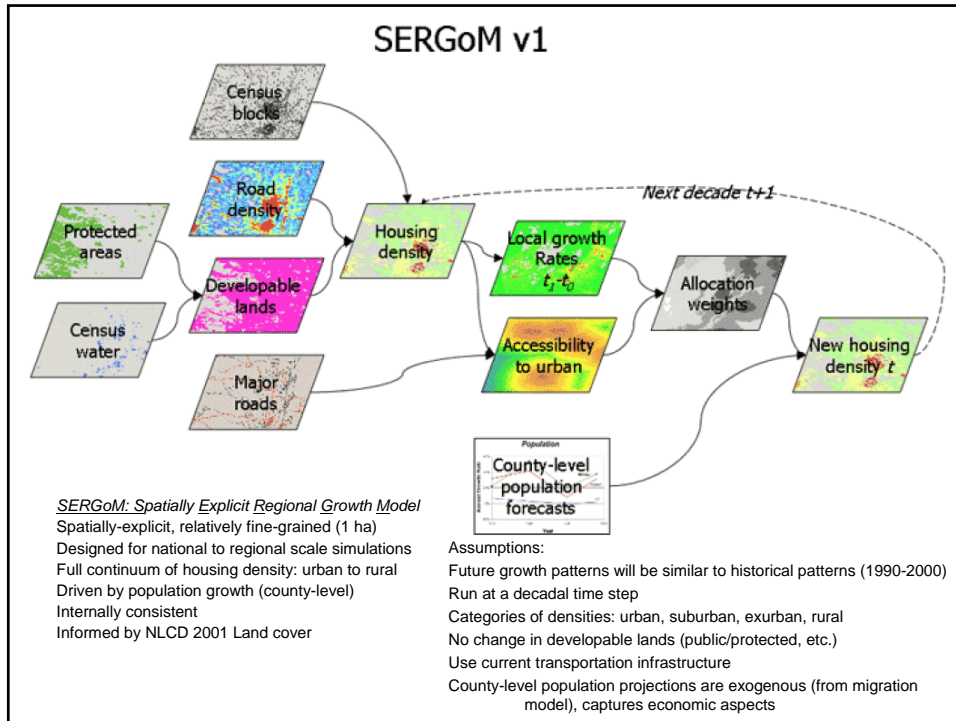 SERGoM v1
Census
blocks
Road
density
Protected
areas
Housing
density
Developable
lands
Census
water
Major
roads
Next decade t+1
Local growth
Rates
t1-t0
Accessibility
to urban
Allocation
weights
New housing
density t
Population
County-level
population
forecasts
Year
SERGoM: Spatially Explicit Regional Growth Model
Spatially-explicit, relatively fine-grained (1 ha)
Designed for national to regional scale simulations
Full continuum of housing density: urban to rural
Driven by population growth (county-level)
Internally consistent
Informed by NLCD 2001 Land cover
Assumptions:
Future growth patterns will be similar to historical patterns (1990-2000)
Run at a decadal time step
Categories of densities: urban, suburban, exurban, rural
No change in developable lands (public/protected, etc.)
Use current transportation infrastructure
County-level population projections are exogenous (from migration
model), captures economic aspects